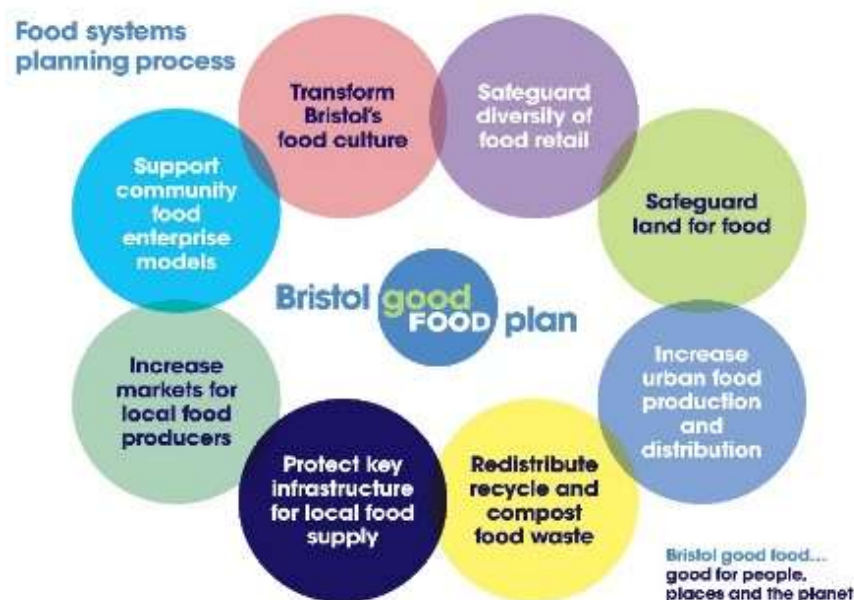 Food systems
planning process
Transform
Bristol's
food culture
Safeguard
diversity of
food retail
Safeguard
land for food
Increase
urban food
production
and
distribution
Redistribute
recycle and
compost
food waste
Protect key
infrastructure
for local food
supply
Increase
markets for
local food
producers
Support
community
food
enterprise
models
Bristol good
FOOD plan
Bristol good food...
good for people,
places and the planet